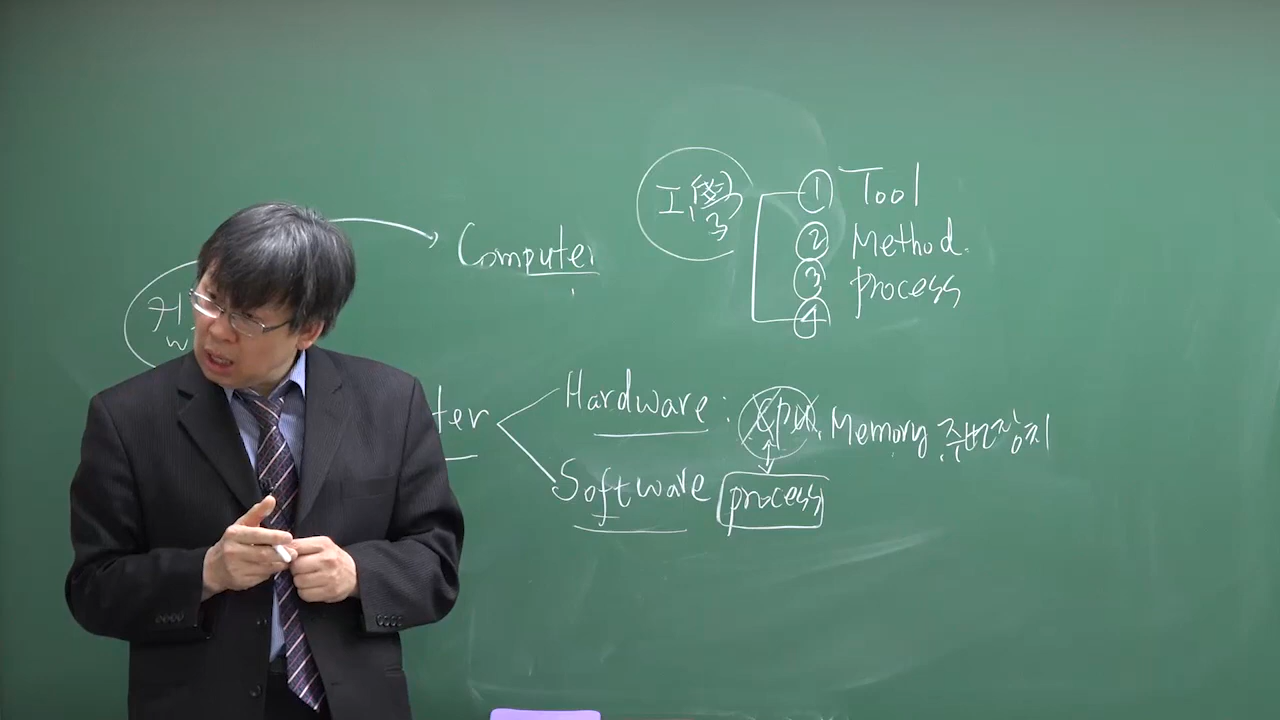 工學
① Tool
② Method
③ process
④
Computer
H
w
ter
Hardware : cpu, Memory 주변장치
Software process